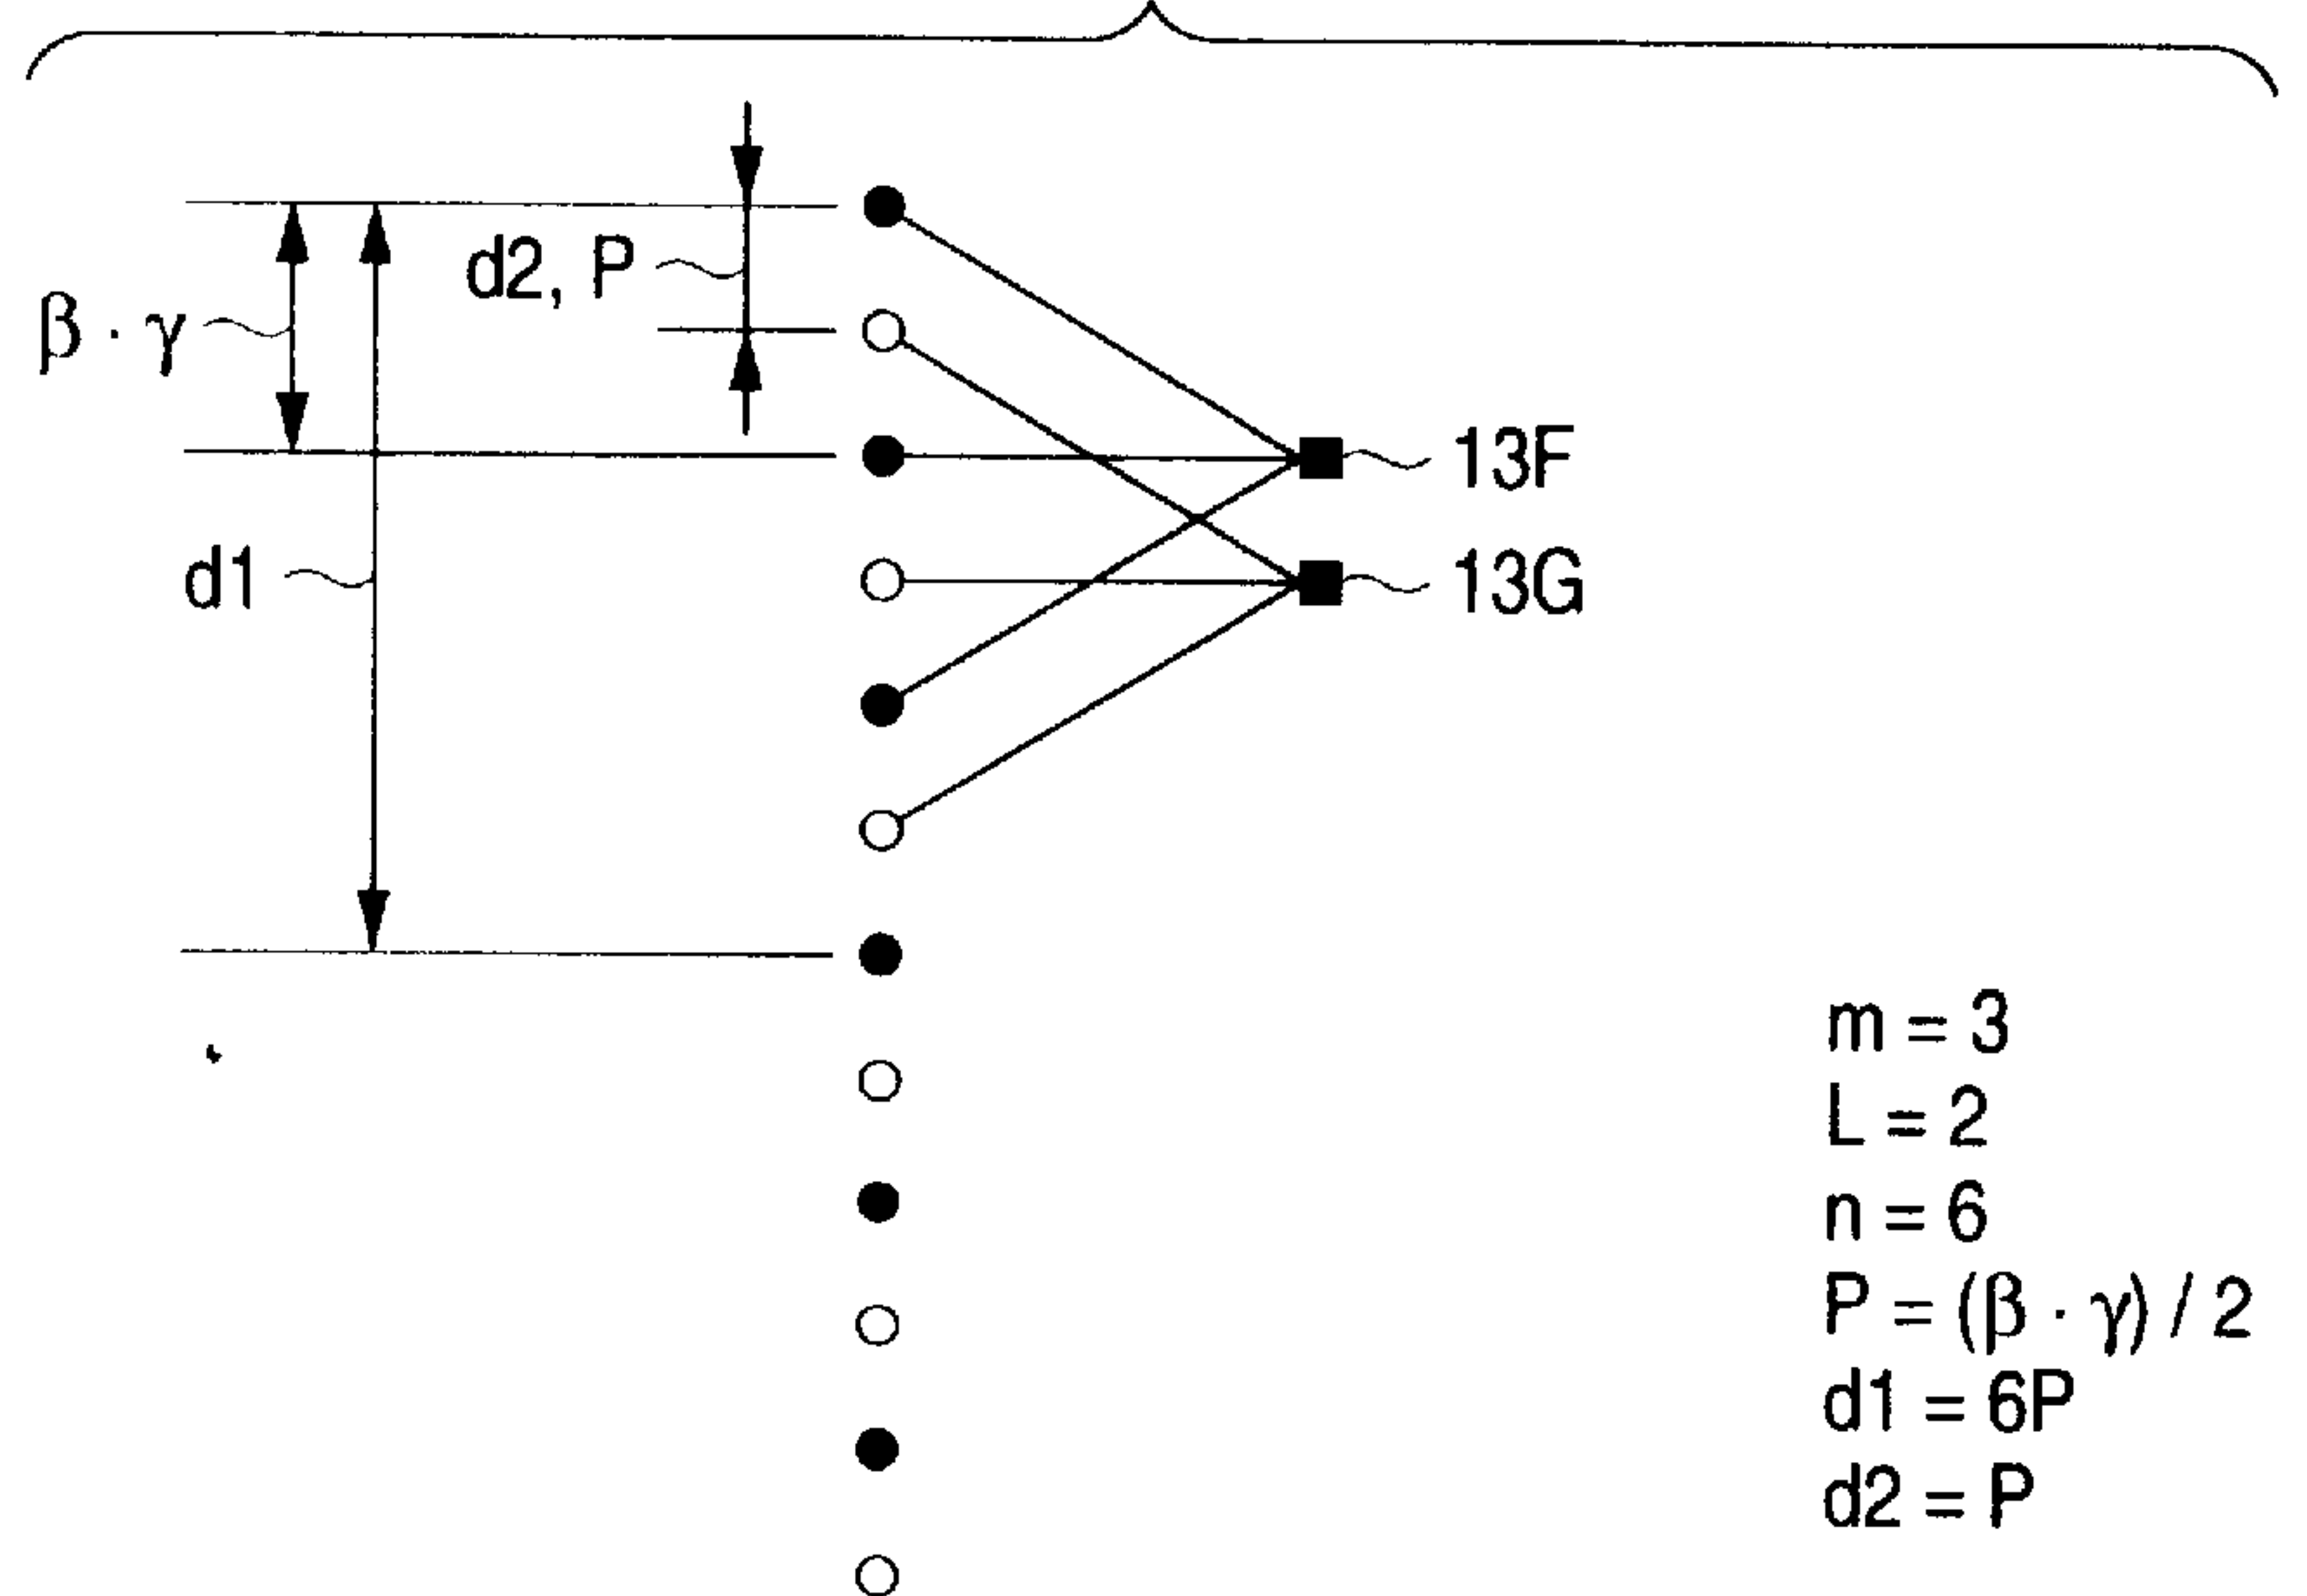 d2, P
β · γ
13F
d1
13G
m = 3
L = 2
n = 6
P = (β · γ) / 2
d1 = 6P
d2 = P